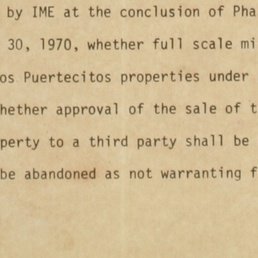 by IME at the conclusion of Pha
30, 1970, whether full scale mi
os Puertecitos properties under
hether approval of the sale of t
perty to a third party shall be
be abandoned as not warranting f